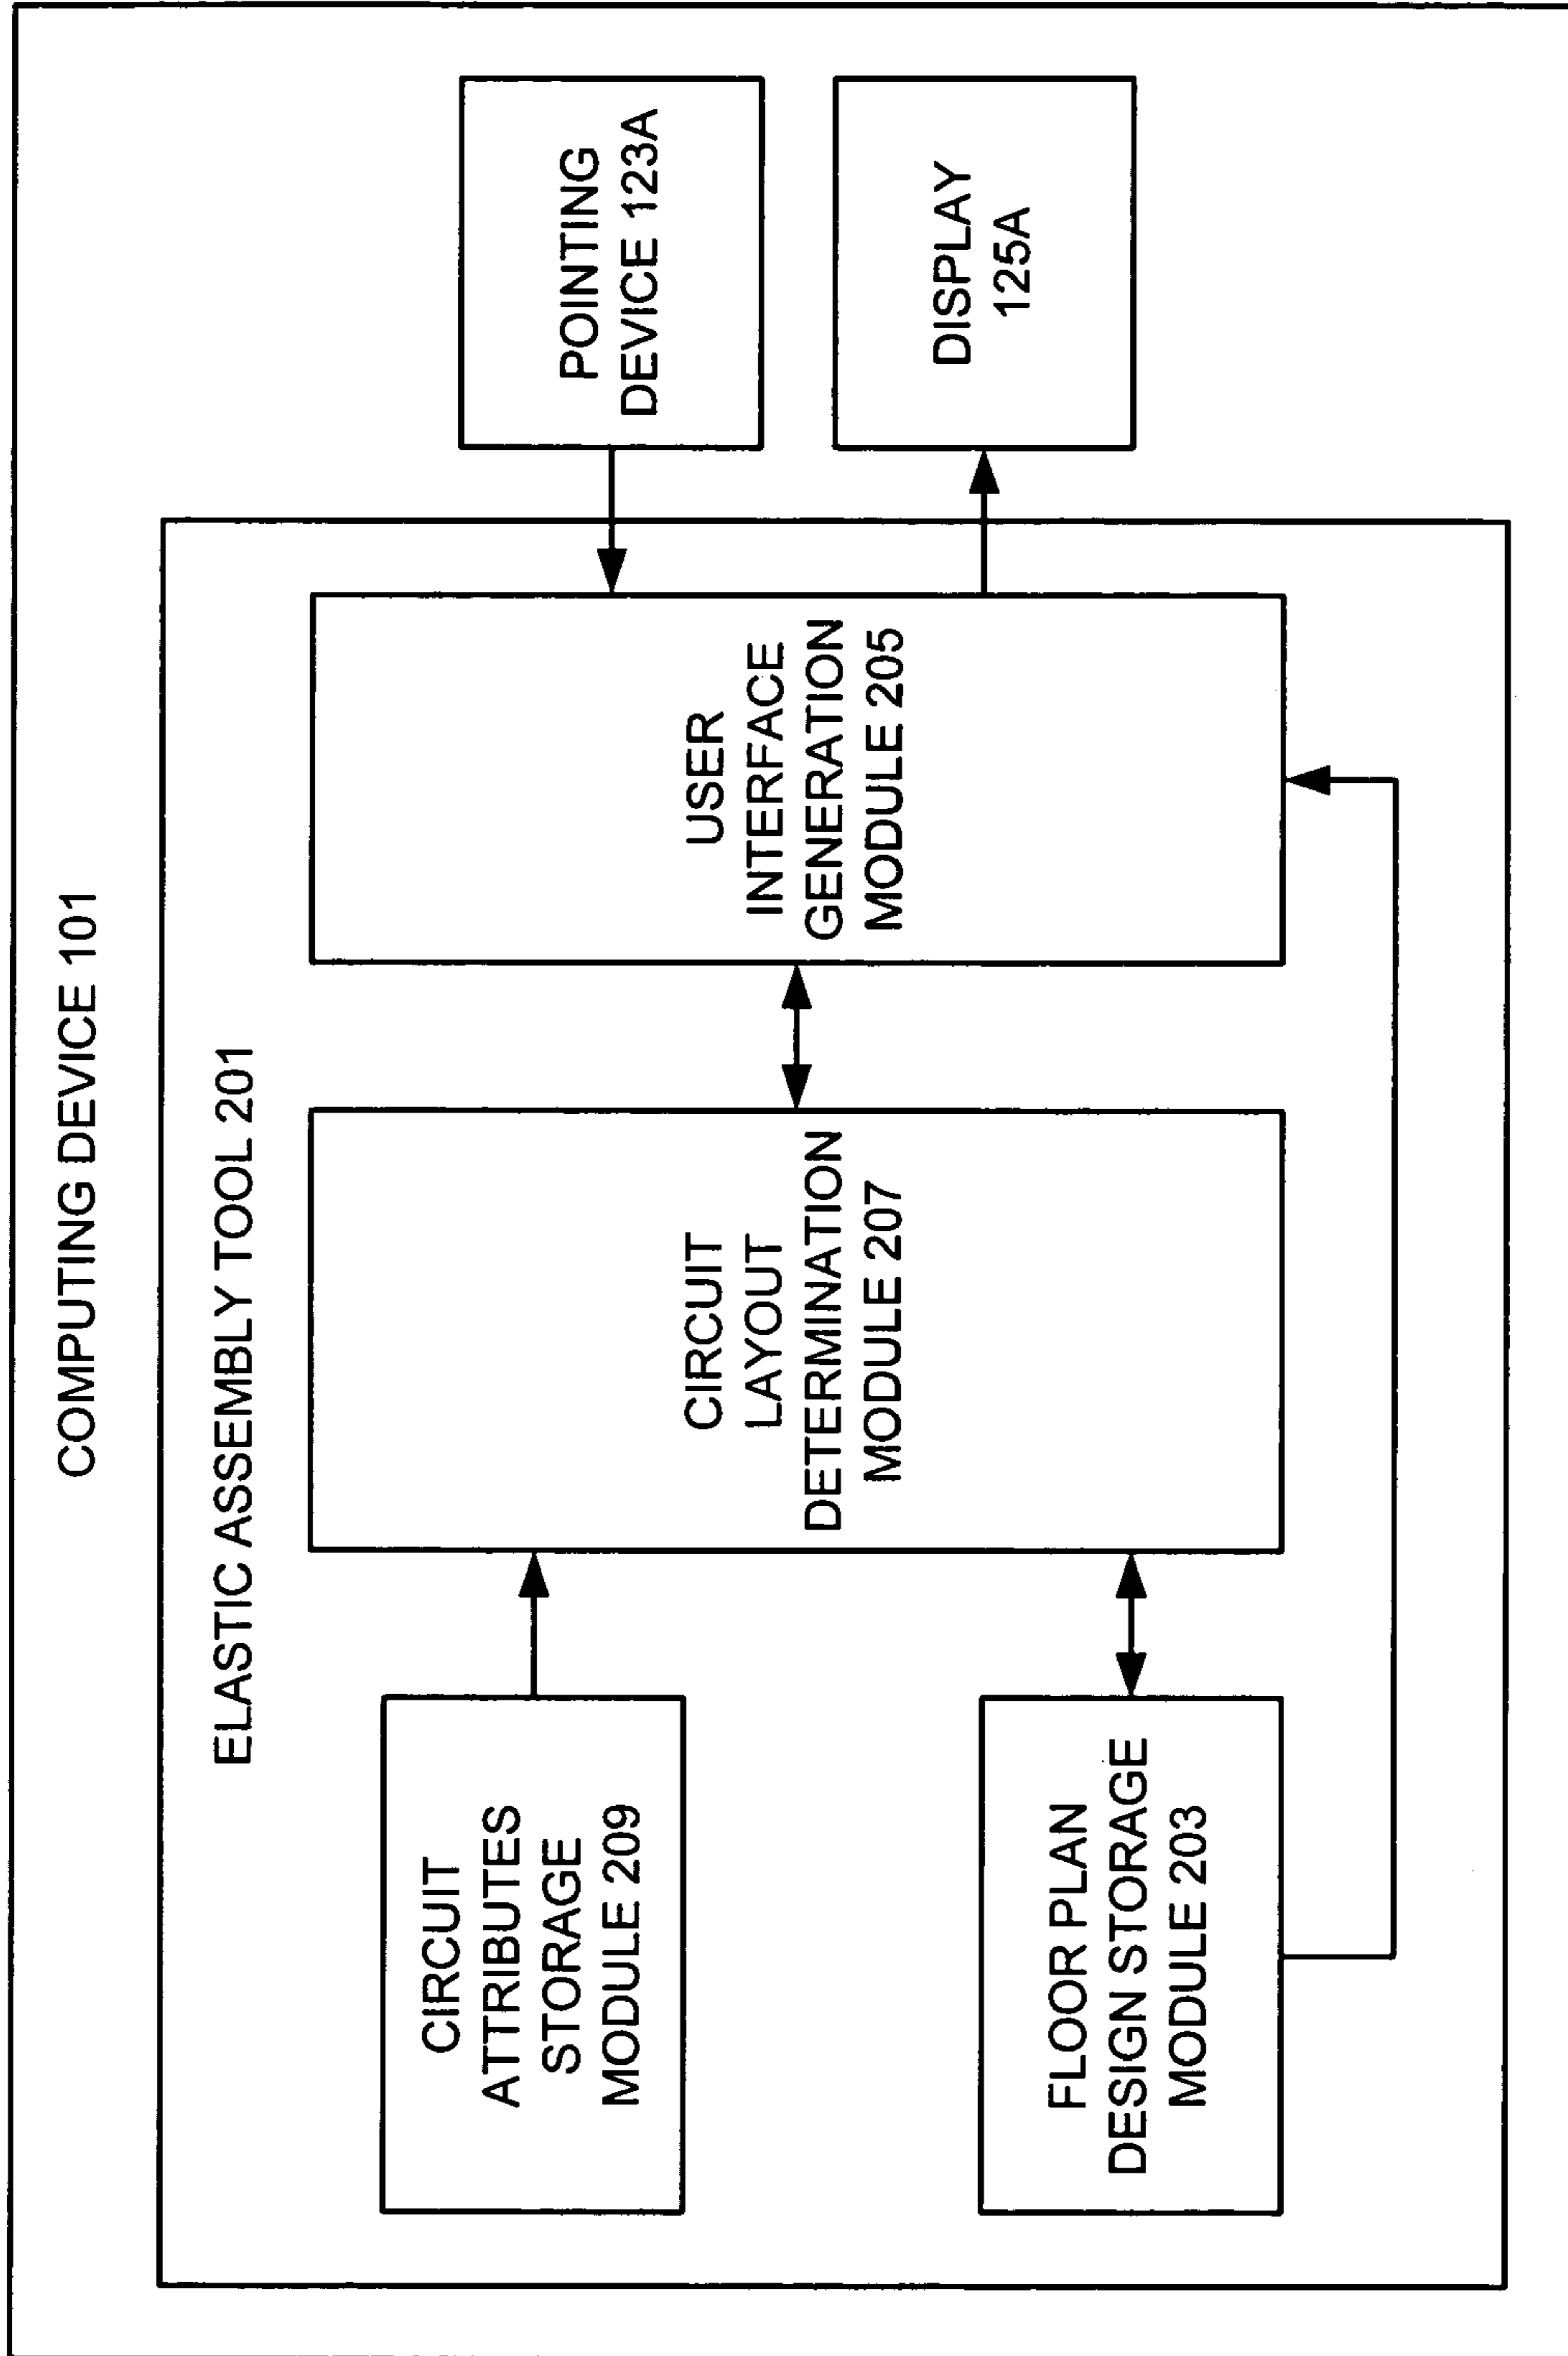 COMPUTING DEVICE 101
ELASTIC ASSEMBLY TOOL 201
CIRCUIT
ATTRIBUTES
STORAGE
MODULE 209
FLOOR PLAN
DESIGN STORAGE
MODULE 203
CIRCUIT
LAYOUT
DETERMINATION
MODULE 207
USER
INTERFACE
GENERATION
MODULE 205
POINTING
DEVICE 123A
DISPLAY
125A